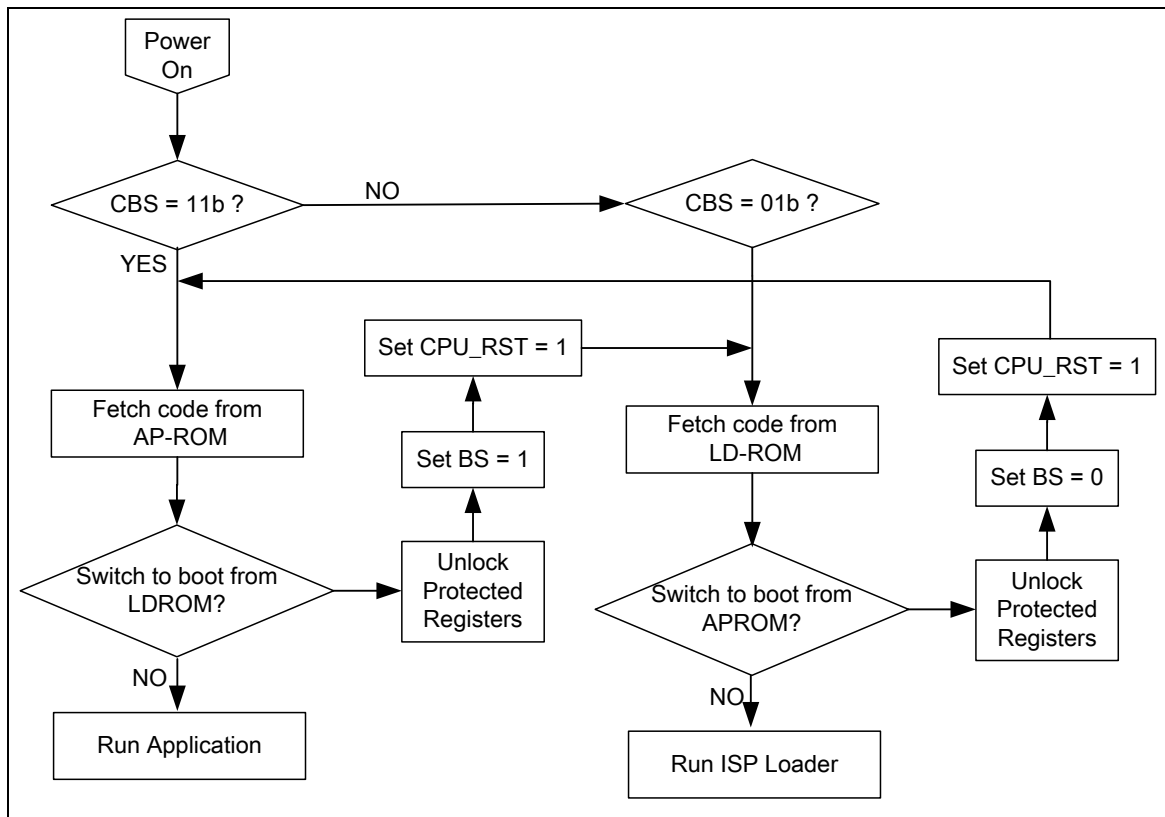 Power
On
CBS = 11b ?
NO
CBS = 01b ?
YES
Set CPU_RST = 1
Set CPU_RST = 1
Fetch code from
AP-ROM
Fetch code from
LD-ROM
Set BS = 1
Set BS = 0
Switch to boot from
LDROM?
Unlock
Protected
Registers
Switch to boot from
APROM?
Unlock
Protected
Registers
NO
NO
Run Application
Run ISP Loader